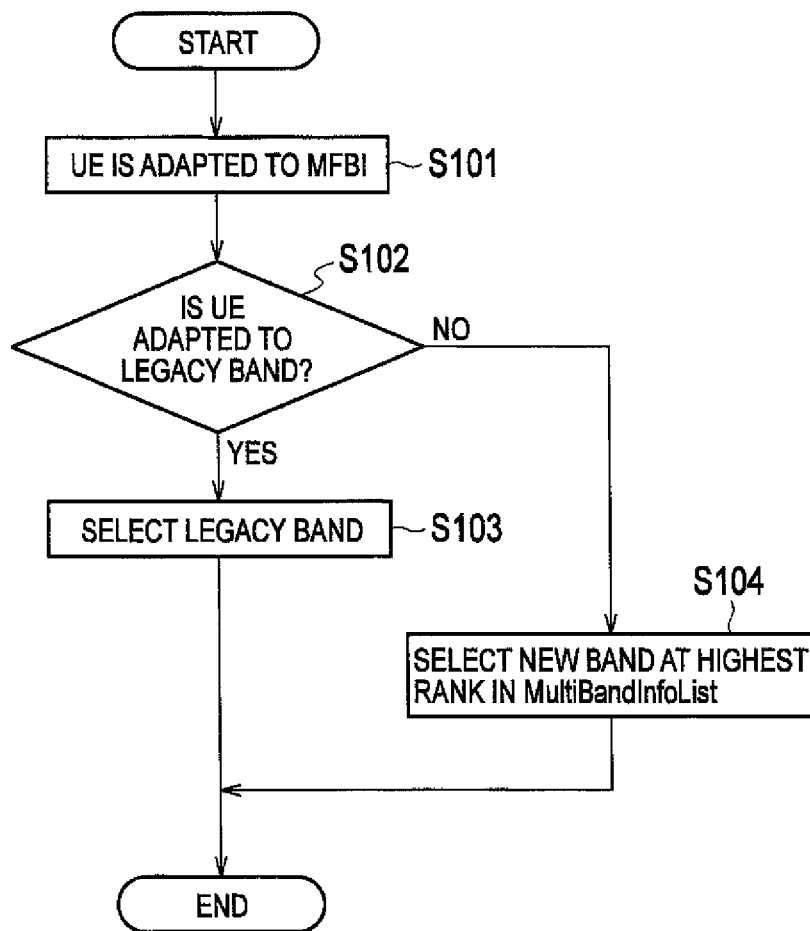 START
UE IS ADAPTED TO MFBI
S101
S102
IS UE
ADAPTED TO
LEGACY BAND?
NO
YES
SELECT LEGACY BAND
S103
S104
SELECT NEW BAND AT HIGHEST
RANK IN MultiBandInfoList
END